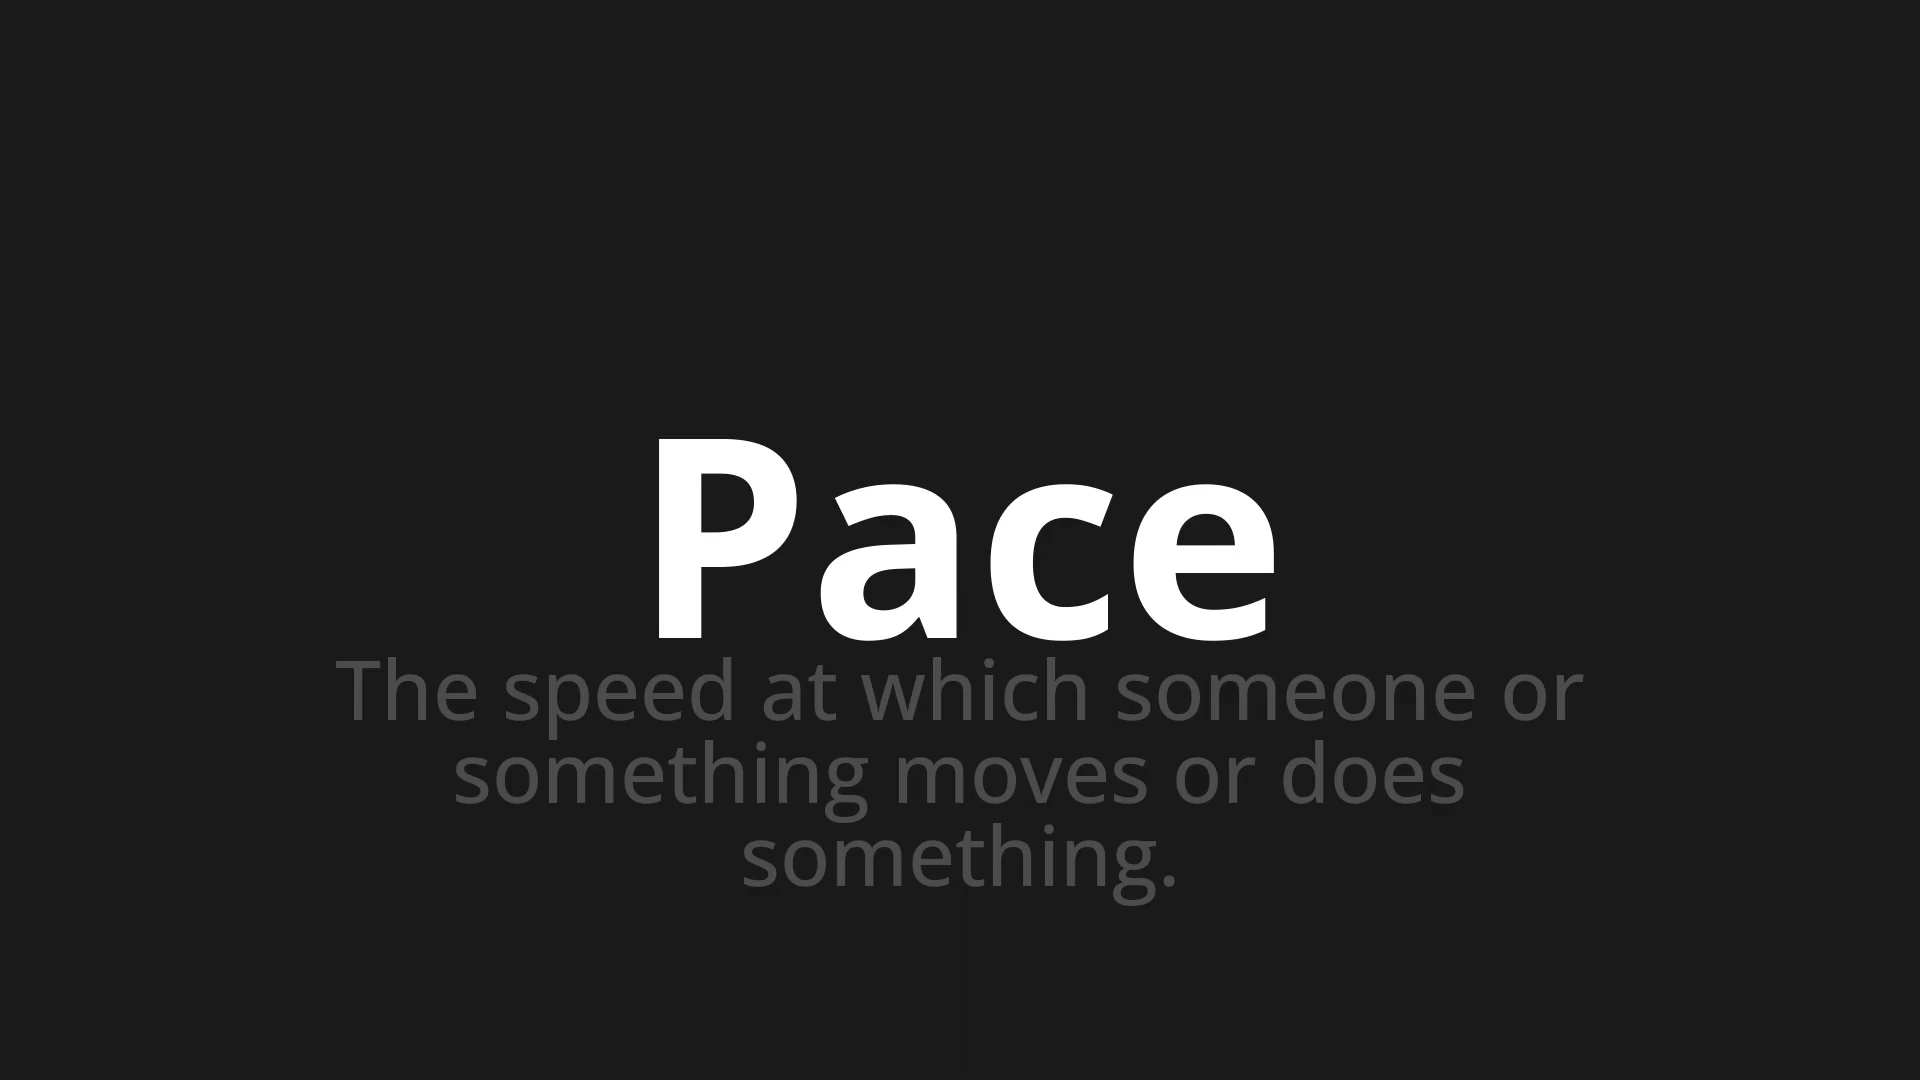 Pace
The speed at which someone or
something moves or does
something.